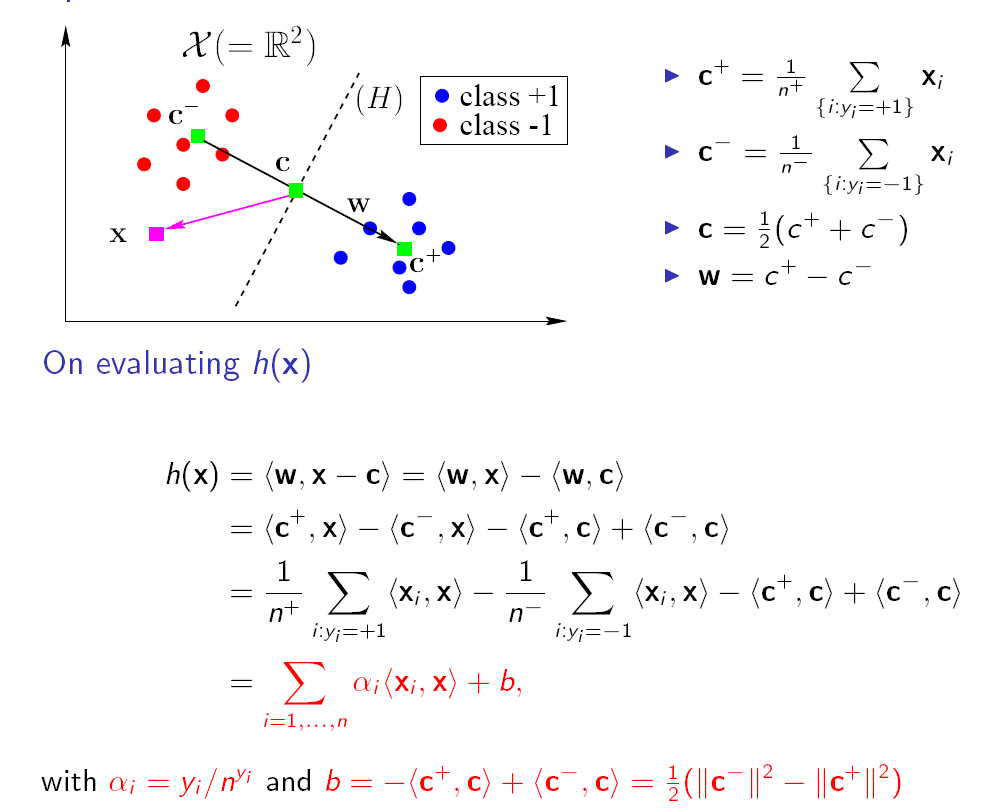 𝒳(= ℝ²)
(H)
class +1
class -1
c⁻
c
w
x
c⁺
▶ c⁺ = 1/n⁺ ∑_{i:yᵢ=+1} xᵢ
▶ c⁻ = 1/n⁻ ∑_{i:yᵢ=−1} xᵢ
▶ c = ½(c⁺ + c⁻)
▶ w = c⁺ − c⁻
On evaluating h(x)
h(x) = ⟨w, x − c⟩ = ⟨w, x⟩ − ⟨w, c⟩
= ⟨c⁺, x⟩ − ⟨c⁻, x⟩ − ⟨c⁺, c⟩ + ⟨c⁻, c⟩
= 1/n⁺ ∑_{i:yᵢ=+1} ⟨xᵢ, x⟩ − 1/n⁻ ∑_{i:yᵢ=−1} ⟨xᵢ, x⟩ − ⟨c⁺, c⟩ + ⟨c⁻, c⟩
= ∑_{i=1,...,n} αᵢ⟨xᵢ, x⟩ + b,
with αᵢ = yᵢ/n^{yᵢ} and b = −⟨c⁺, c⟩ + ⟨c⁻, c⟩ = ½(‖c⁻‖² − ‖c⁺‖²)